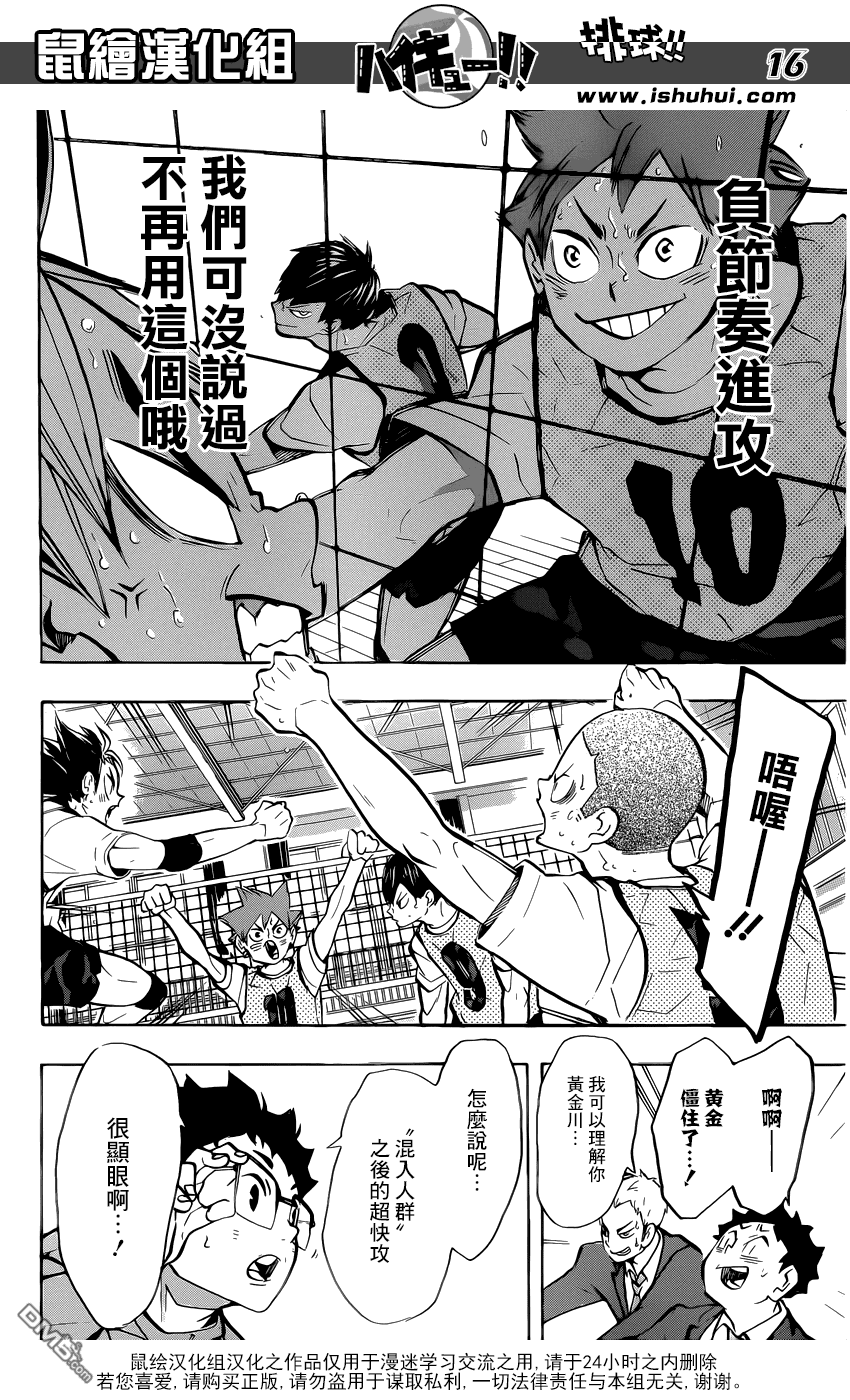 鼠繪漢化組
ハイキュー!!
排球!!
16
www.ishuhui.com
負節奏進攻
我們可沒説過
不再用這個哦
10
9
唔喔——!!
啊啊——
黄金
僵住了…!
我可以理解你
黃金川…
怎麼說呢…
〝混入人群〞
之後的超快攻
很顯眼啊…!
鼠绘汉化组汉化之作品仅用于漫迷学习交流之用, 请于24小时之内删除
若您喜爱, 请购买正版, 请勿盗用于谋取私利, 一切法律责任与本组无关, 谢谢。